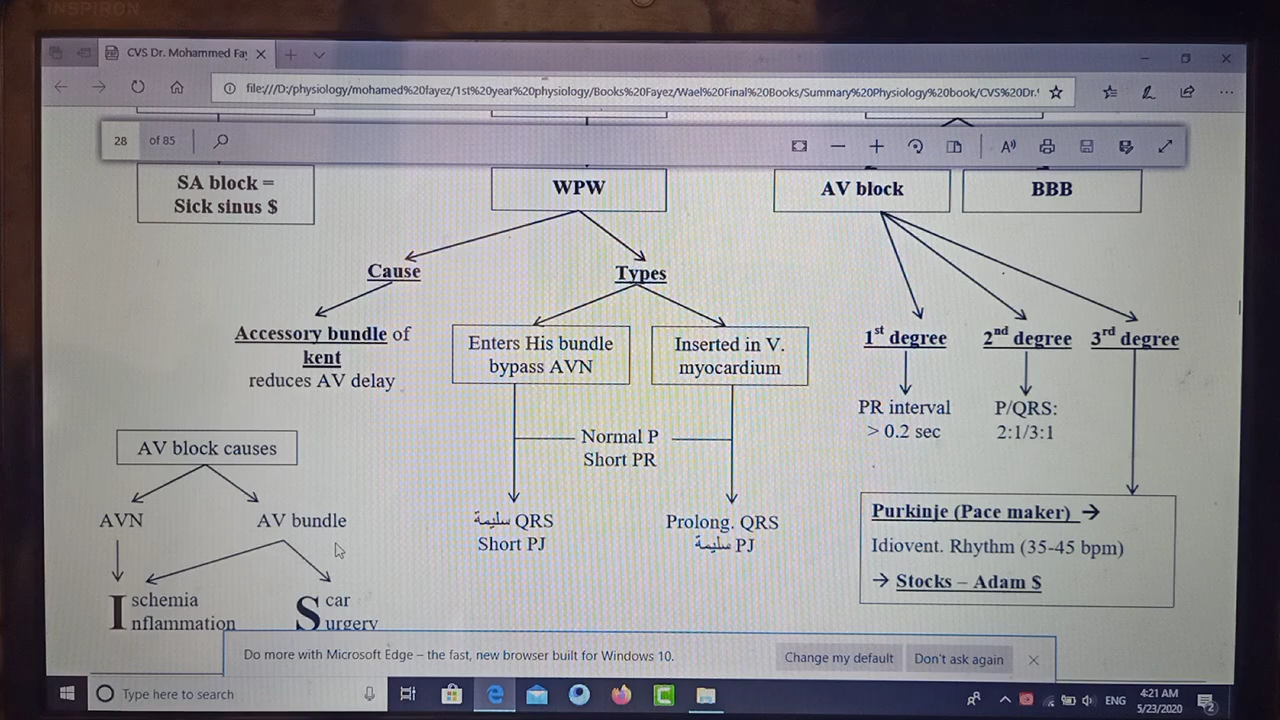 INSPIRON
CVS Dr. Mohammed Fay
file:///D:/physiology/mohamed%20fayez/1st%20year%20physiology/Books%20Fayez/Wael%20Final%20Books/Summary%20Physiology%20book/CVS%20Dr.
28 of 85
SA block =
Sick sinus $
WPW
AV block
BBB
Cause
Types
Accessory bundle of
kent
reduces AV delay
Enters His bundle
bypass AVN
Inserted in V.
myocardium
Normal P
Short PR
سليمة QRS
Short PJ
Prolong. QRS
سليمة PJ
1st degree
2nd degree
3rd degree
PR interval
> 0.2 sec
P/QRS:
2:1/3:1
Purkinje (Pace maker) →
Idiovent. Rhythm (35-45 bpm)
→ Stocks – Adam $
AV block causes
AVN
AV bundle
Ischemia
Inflammation
Scar
Surgery
Do more with Microsoft Edge – the fast, new browser built for Windows 10.
Change my default
Don't ask again
Type here to search
ENG
4:21 AM
5/23/2020
2